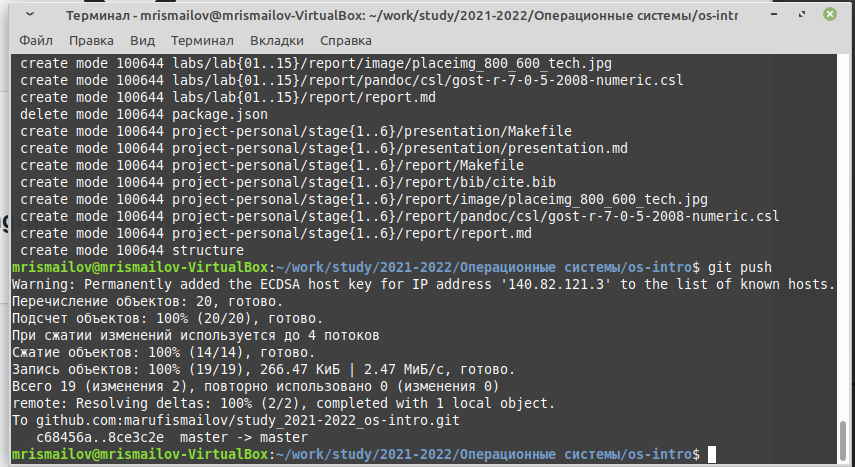 Терминал - mrismailov@mrismailov-VirtualBox: ~/work/study/2021-2022/Операционные системы/os-intro
Файл Правка Вид Терминал Вкладки Справка
create mode 100644 labs/lab{01..15}/report/image/placeimg_800_600_tech.jpg
create mode 100644 labs/lab{01..15}/report/pandoc/csl/gost-r-7-0-5-2008-numeric.csl
create mode 100644 labs/lab{01..15}/report/report.md
delete mode 100644 package.json
create mode 100644 project-personal/stage{1..6}/presentation/Makefile
create mode 100644 project-personal/stage{1..6}/presentation/presentation.md
create mode 100644 project-personal/stage{1..6}/report/Makefile
create mode 100644 project-personal/stage{1..6}/report/bib/cite.bib
create mode 100644 project-personal/stage{1..6}/report/image/placeimg_800_600_tech.jpg
create mode 100644 project-personal/stage{1..6}/report/pandoc/csl/gost-r-7-0-5-2008-numeric.csl
create mode 100644 project-personal/stage{1..6}/report/report.md
create mode 100644 structure
mrismailov@mrismailov-VirtualBox:~/work/study/2021-2022/Операционные системы/os-intro$ git push
Warning: Permanently added the ECDSA host key for IP address '140.82.121.3' to the list of known hosts.
Перечисление объектов: 20, готово.
Подсчет объектов: 100% (20/20), готово.
При сжатии изменений используется до 4 потоков
Сжатие объектов: 100% (14/14), готово.
Запись объектов: 100% (19/19), 266.47 КиБ | 2.47 МиБ/с, готово.
Всего 19 (изменения 2), повторно использовано 0 (изменения 0)
remote: Resolving deltas: 100% (2/2), completed with 1 local object.
To github.com:marufismailov/study_2021-2022_os-intro.git
c68456a..8ce3c2e master -> master
mrismailov@mrismailov-VirtualBox:~/work/study/2021-2022/Операционные системы/os-intro$